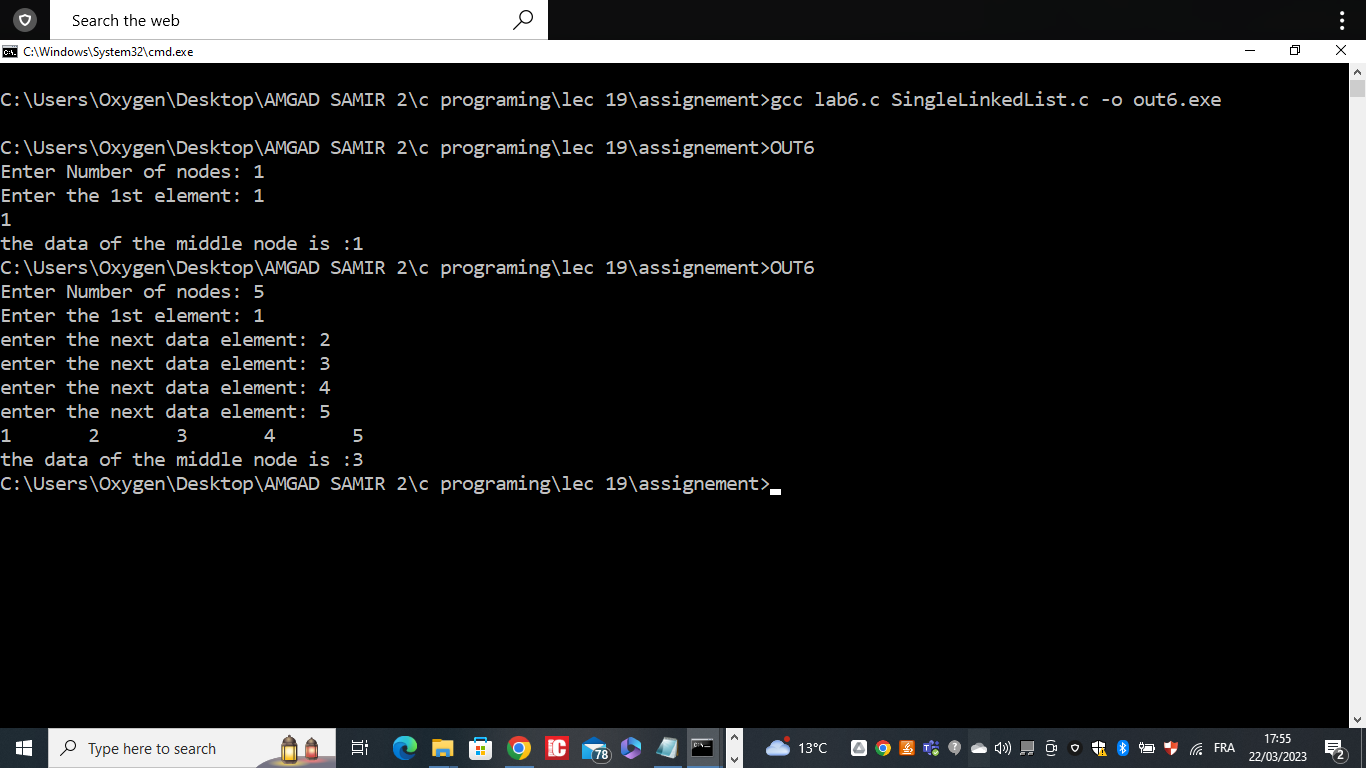 Search the web
C:\Windows\System32\cmd.exe
C:\Users\Oxygen\Desktop\AMGAD SAMIR 2\c programing\lec 19\assignement>gcc lab6.c SingleLinkedList.c -o out6.exe
C:\Users\Oxygen\Desktop\AMGAD SAMIR 2\c programing\lec 19\assignement>OUT6
Enter Number of nodes: 1
Enter the 1st element: 1
1
the data of the middle node is :1
C:\Users\Oxygen\Desktop\AMGAD SAMIR 2\c programing\lec 19\assignement>OUT6
Enter Number of nodes: 5
Enter the 1st element: 1
enter the next data element: 2
enter the next data element: 3
enter the next data element: 4
enter the next data element: 5
1 2 3 4 5
the data of the middle node is :3
C:\Users\Oxygen\Desktop\AMGAD SAMIR 2\c programing\lec 19\assignement>
Type here to search
78
13°C
FRA
17:55
22/03/2023
2